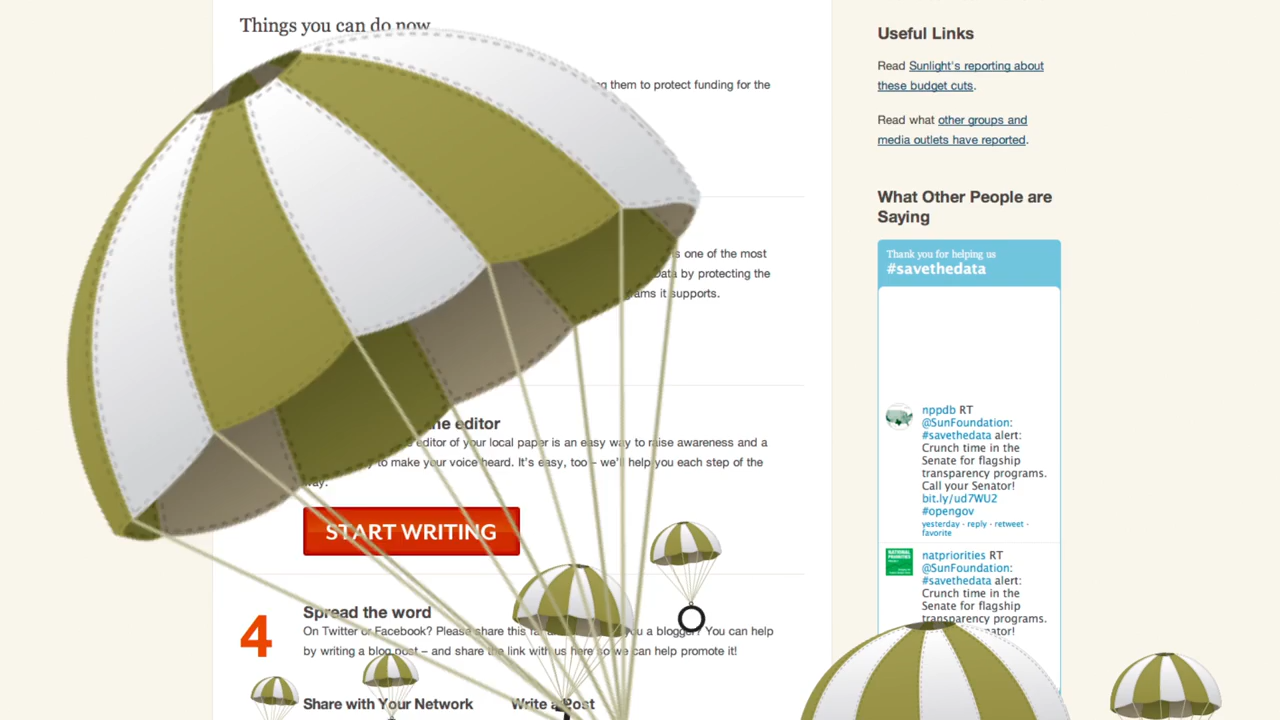 Things you can do now
them to protect funding for the
is one of the most
Data by protecting the
it supports.
the editor
editor of your local paper is an easy way to raise awareness and a
to make your voice heard. It's easy, too – we'll help you each step of the
way.
START WRITING
4
Spread the word
On Twitter or Facebook? Please share this you a blogger? You can help
by writing a blog post – and share the link with us here so we can help promote it!
Share with Your Network
Write a Post
Useful Links
Read Sunlight's reporting about
these budget cuts.
Read what other groups and
media outlets have reported.
What Other People are
Saying
Thank you for helping us
#savethedata
nppdb RT
@SunFoundation:
#savethedata alert:
Crunch time in the
Senate for flagship
transparency programs.
Call your Senator!
bit.ly/ud7WU2
#opengov
yesterday · reply · retweet ·
favorite
NATIONAL
PRIORITIES
natpriorities RT
@SunFoundation:
#savethedata alert:
Crunch time in the
Senate for flagship
transparency programs.